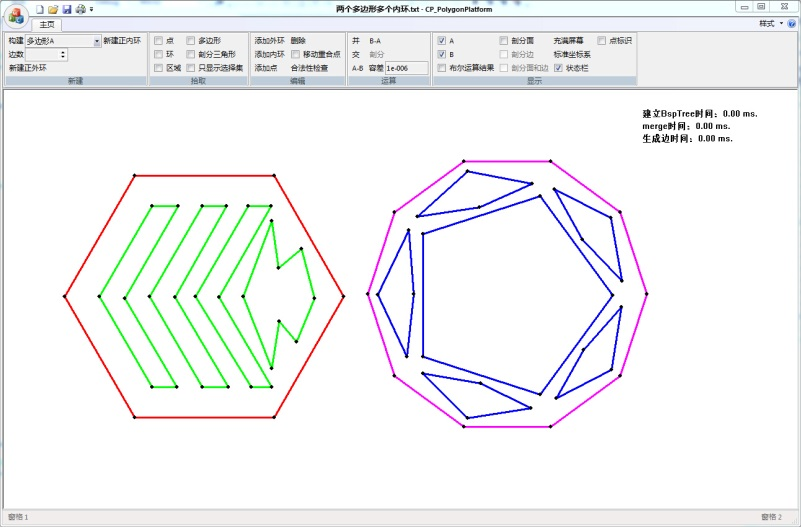 两个多边形多个内环.txt - CP_PolygonPlatform
主页
样式
构建 多边形A 新建正内环
边数
新建正外环
新建
点 多边形
环 剖分三角形
区域 只显示选择集
拾取
添加外环 删除
添加内环 移动重合点
添加点 合法性检查
编辑
并 B-A
交 剖分
A-B 容差 1e-006
运算
A 剖分面 充满屏幕 点标识
B 剖分边 标准坐标系
布尔运算结果 剖分面和边 状态栏
显示
建立BspTree时间：0.00 ms.
merge时间：0.00 ms.
生成边时间：0.00 ms.
窗格 1 窗格 2